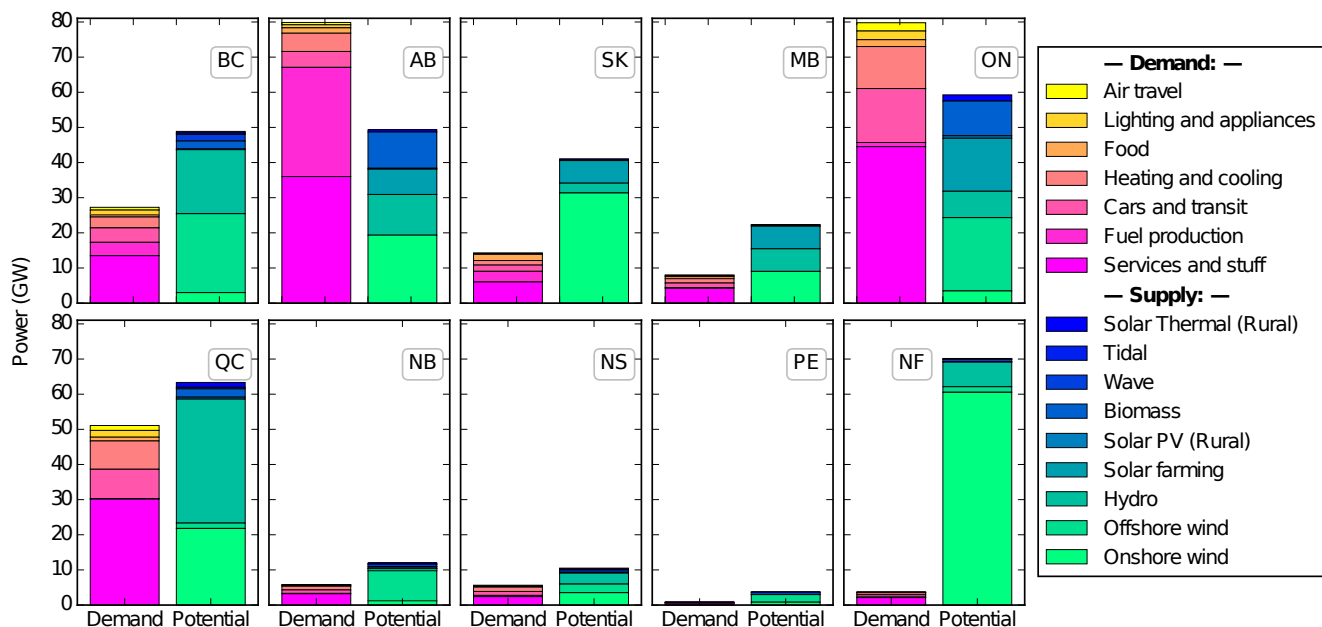 80
70
60
50
40
30
20
10
0
BC
AB
SK
MB
ON
Power (GW)
80
70
60
50
40
30
20
10
0
QC
NB
NS
PE
NF
Demand Potential
Demand Potential
Demand Potential
Demand Potential
Demand Potential
— Demand: —
Air travel
Lighting and appliances
Food
Heating and cooling
Cars and transit
Fuel production
Services and stuff
— Supply: —
Solar Thermal (Rural)
Tidal
Wave
Biomass
Solar PV (Rural)
Solar farming
Hydro
Offshore wind
Onshore wind